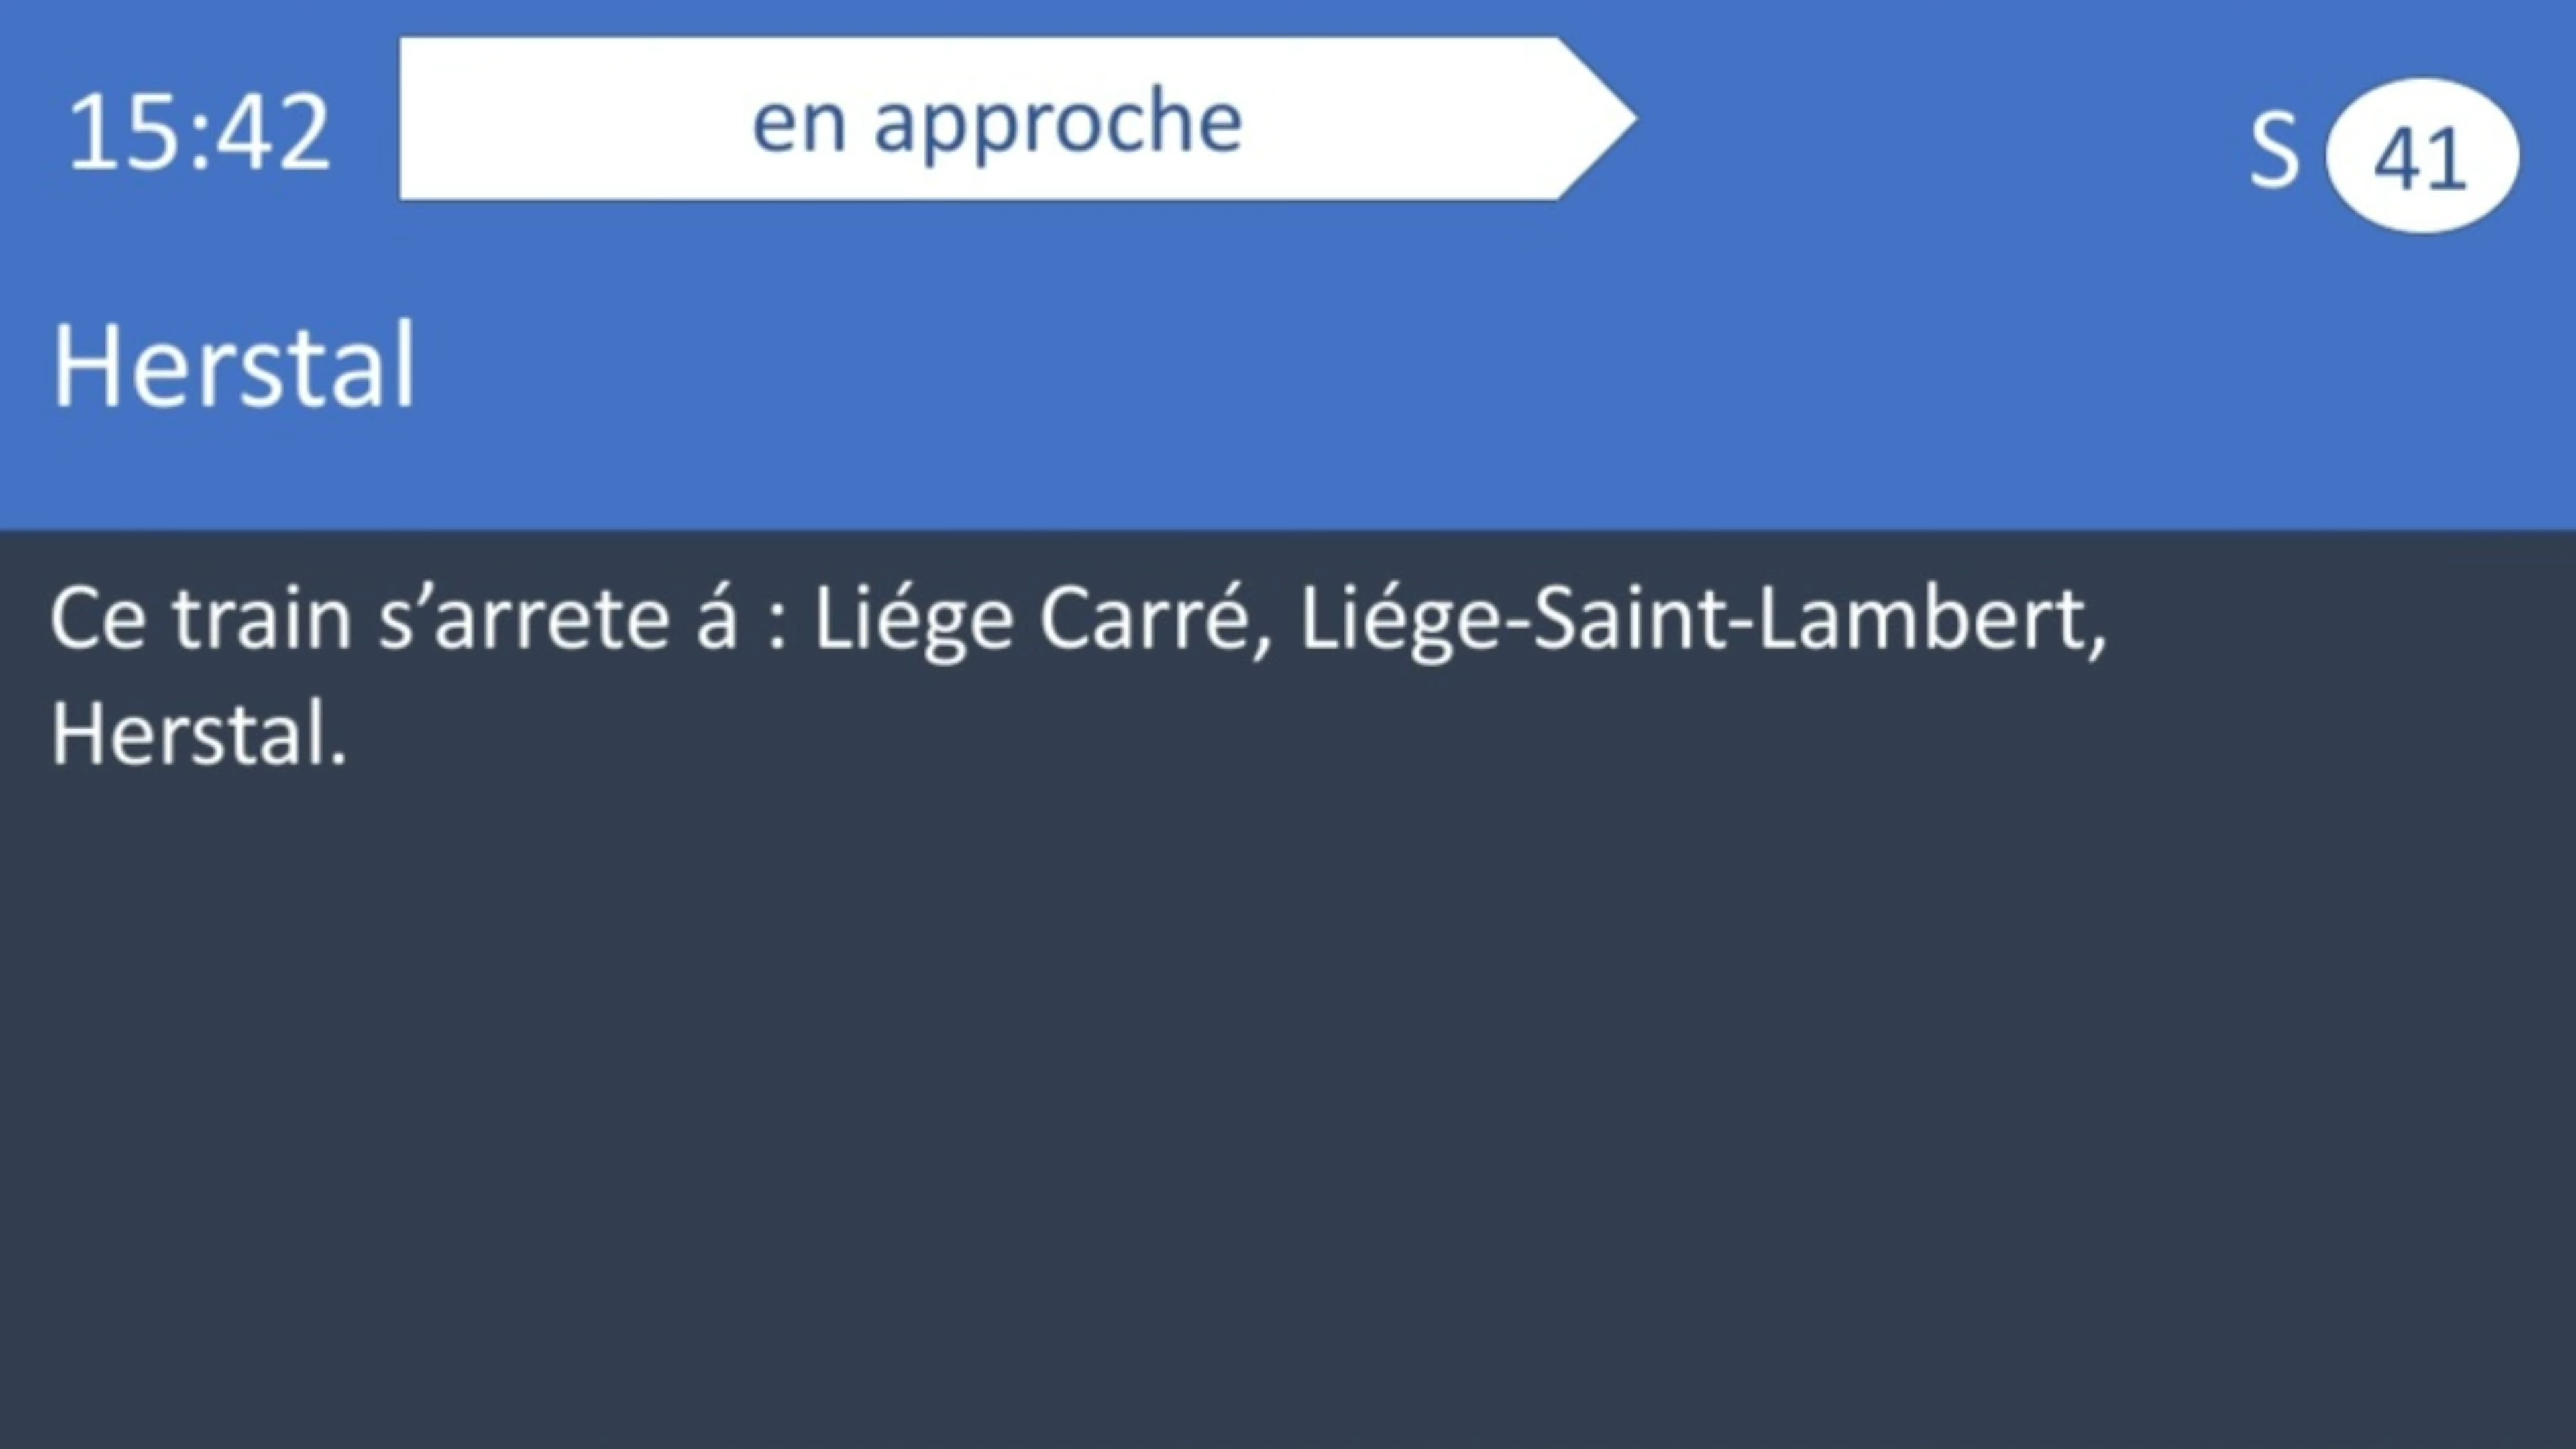 15:42
en approche
S 41
Herstal
Ce train s’arrete á : Liége Carré, Liége-Saint-Lambert,
Herstal.